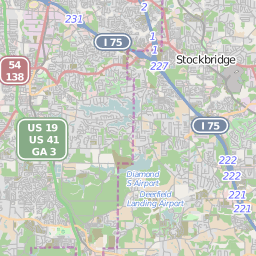 2
231
1
I 75
1
54
138
227
Stockbridge
I 75
US 19
US 41
GA 3
222
222
Diamond
S Airport
221
Deerfield
Landing Airport
221